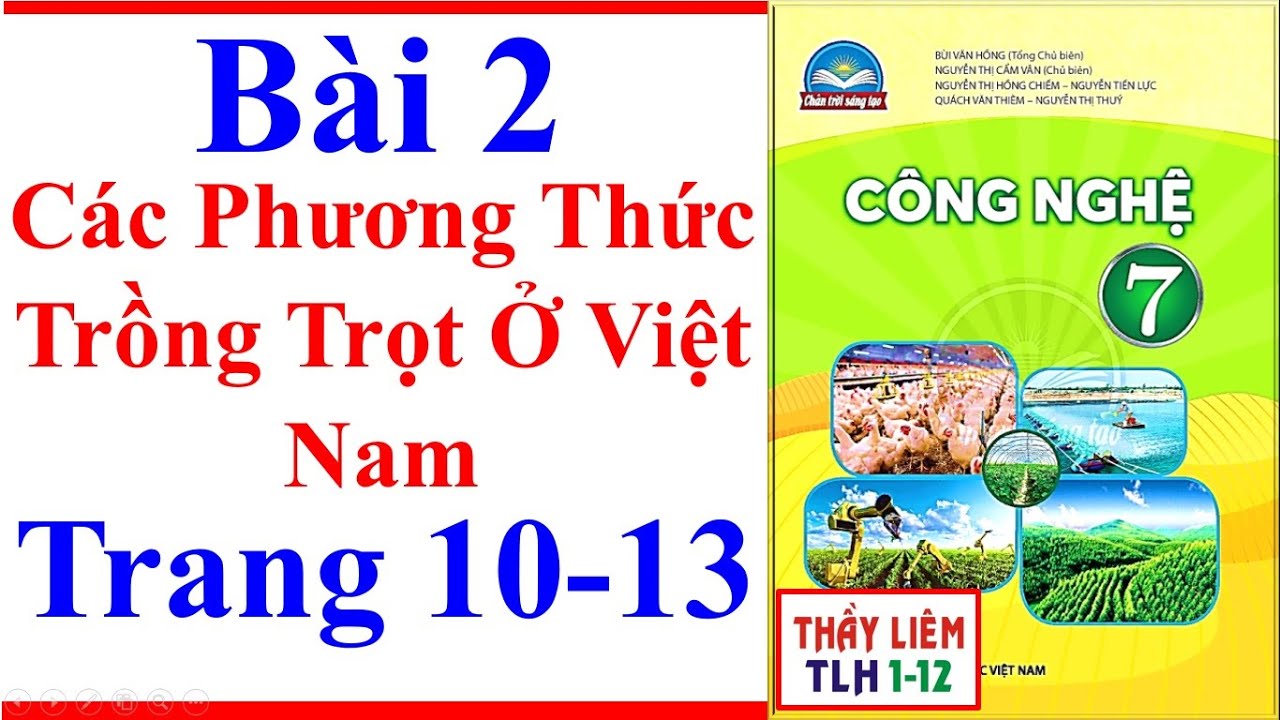 Bài 2
Các Phương Thức
Trồng Trọt Ở Việt
Nam
Trang 10-13
BÙI VĂN HỒNG (Tổng Chủ biên)
NGUYỄN THỊ CẨM VÂN (Chủ biên)
NGUYỄN THỊ HỒNG CHIẾM – NGUYỄN TIẾN LỰC
QUÁCH VĂN THIÊM – NGUYỄN THỊ THUÝ
Chân trời sáng tạo
CÔNG NGHỆ
7
THẦY LIÊM
TLH 1-12
C VIỆT NAM